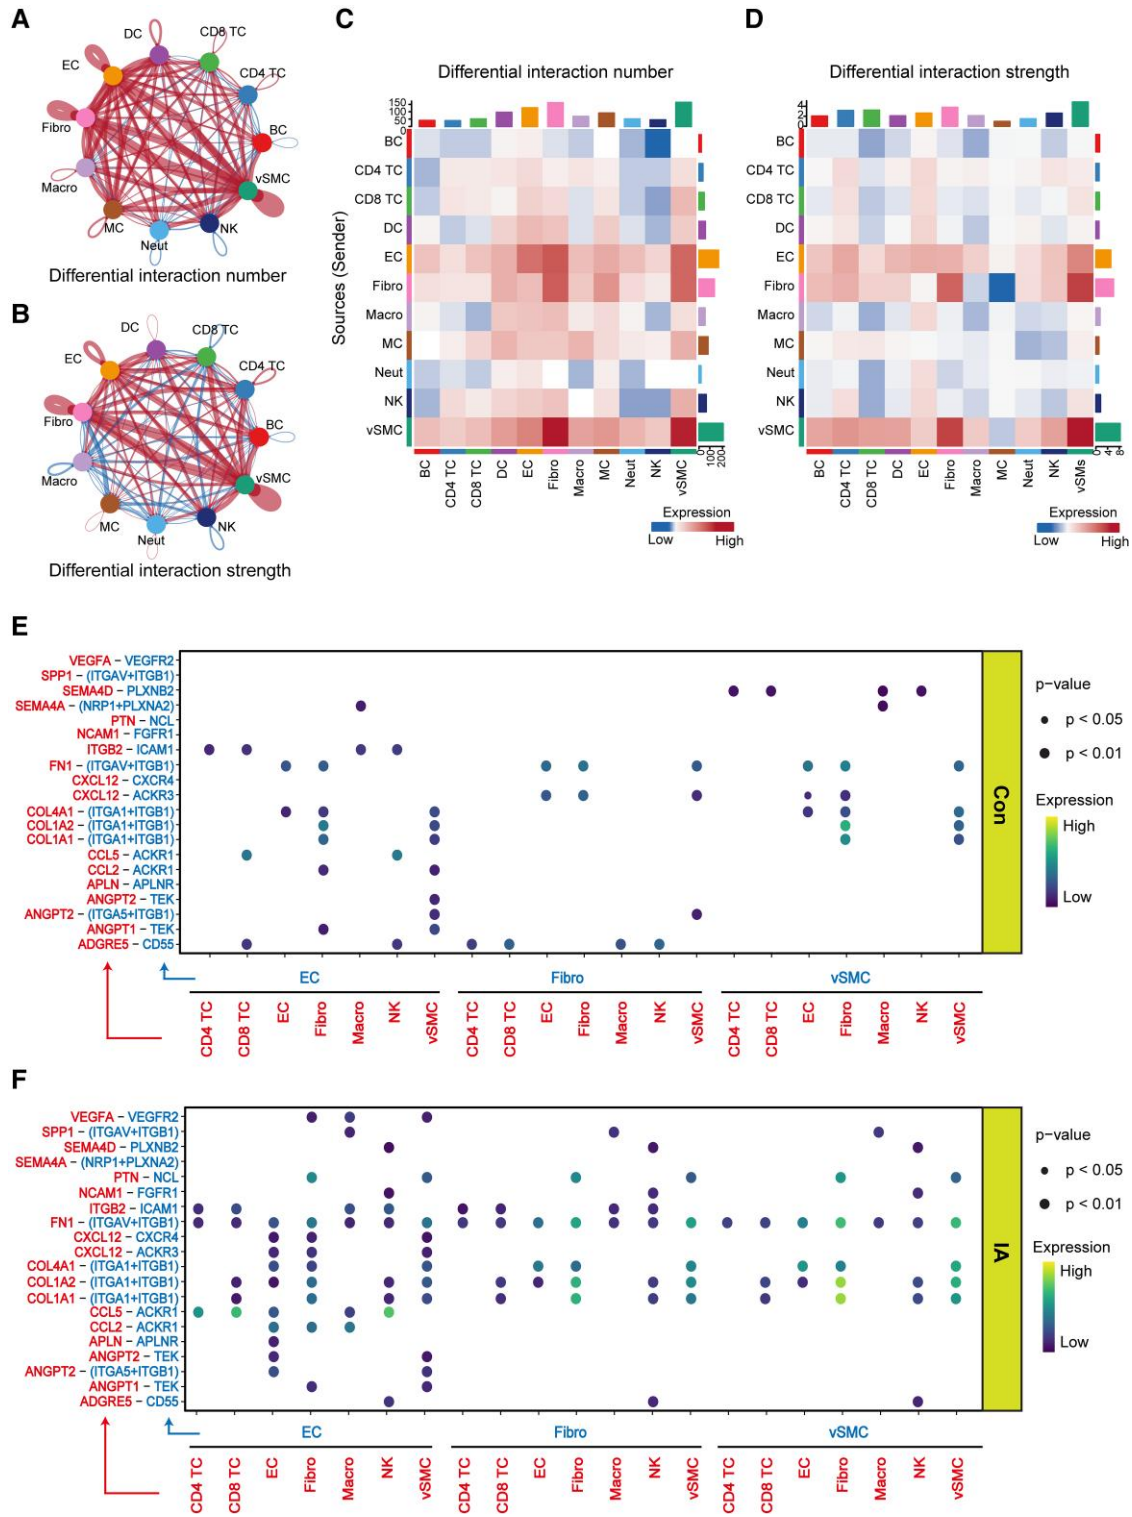 A
DC
CD8 TC
EC
CD4 TC
Fibro
BC
Macro
vSMC
MC
NK
Neut
Differential interaction number
B
DC
CD8 TC
EC
CD4 TC
Fibro
BC
Macro
vSMC
MC
NK
Neut
Differential interaction strength
C
Differential interaction number
150
100
50
0
Sources (Sender)
BC
CD4 TC
CD8 TC
DC
EC
Fibro
Macro
MC
Neut
NK
vSMC
BC
CD4 TC
CD8 TC
DC
EC
Fibro
Macro
MC
Neut
NK
vSMC
0
100
200
Expression
Low
High
D
Differential interaction strength
4
2
0
BC
CD4 TC
CD8 TC
DC
EC
Fibro
Macro
MC
Neut
NK
vSMC
BC
CD4 TC
CD8 TC
DC
EC
Fibro
Macro
MC
Neut
NK
vSMs
0
4
8
Expression
Low
High
E
VEGFA – VEGFR2
SPP1 – (ITGAV+ITGB1)
SEMA4D – PLXNB2
SEMA4A – (NRP1+PLXNA2)
PTN – NCL
NCAM1 – FGFR1
ITGB2 – ICAM1
FN1 – (ITGAV+ITGB1)
CXCL12 – CXCR4
CXCL12 – ACKR3
COL4A1 – (ITGA1+ITGB1)
COL1A2 – (ITGA1+ITGB1)
COL1A1 – (ITGA1+ITGB1)
CCL5 – ACKR1
CCL2 – ACKR1
APLN – APLNR
ANGPT2 – TEK
ANGPT2 – (ITGA5+ITGB1)
ANGPT1 – TEK
ADGRE5 – CD55
Con
p−value
p < 0.05
p < 0.01
Expression
High
Low
EC
Fibro
vSMC
CD4 TC
CD8 TC
EC
Fibro
Macro
NK
vSMC
CD4 TC
CD8 TC
EC
Fibro
Macro
NK
vSMC
CD4 TC
CD8 TC
EC
Fibro
Macro
NK
vSMC
F
VEGFA – VEGFR2
SPP1 – (ITGAV+ITGB1)
SEMA4D – PLXNB2
SEMA4A – (NRP1+PLXNA2)
PTN – NCL
NCAM1 – FGFR1
ITGB2 – ICAM1
FN1 – (ITGAV+ITGB1)
CXCL12 – CXCR4
CXCL12 – ACKR3
COL4A1 – (ITGA1+ITGB1)
COL1A2 – (ITGA1+ITGB1)
COL1A1 – (ITGA1+ITGB1)
CCL5 – ACKR1
CCL2 – ACKR1
APLN – APLNR
ANGPT2 – TEK
ANGPT2 – (ITGA5+ITGB1)
ANGPT1 – TEK
ADGRE5 – CD55
IA
p−value
p < 0.05
p < 0.01
Expression
High
Low
EC
Fibro
vSMC
CD4 TC
CD8 TC
EC
Fibro
Macro
NK
vSMC
CD4 TC
CD8 TC
EC
Fibro
Macro
NK
vSMC
CD4 TC
CD8 TC
EC
Fibro
Macro
NK
vSMC